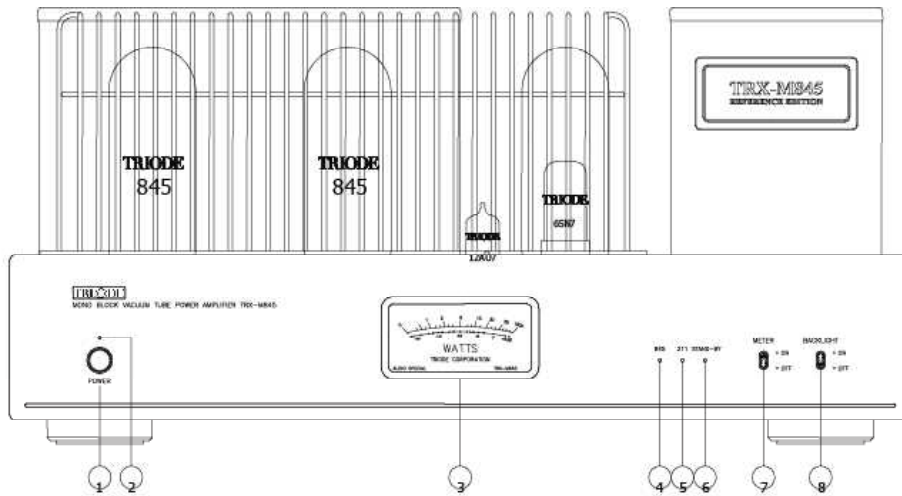 TRX-M845
REFERENCE EDITION
TRIODE
845
TRIODE
845
TRIODE
6SN7
TRIODE
TRIODE
MONO BLOCK VACUUM TUBE POWER AMPLIFIER TRX-M845
POWER
WATTS
TRIODE CORPORATION
845 211 STAND-BY
METER
ON
OFF
BACKLIGHT
ON
OFF
1 2 3 4 5 6 7 8